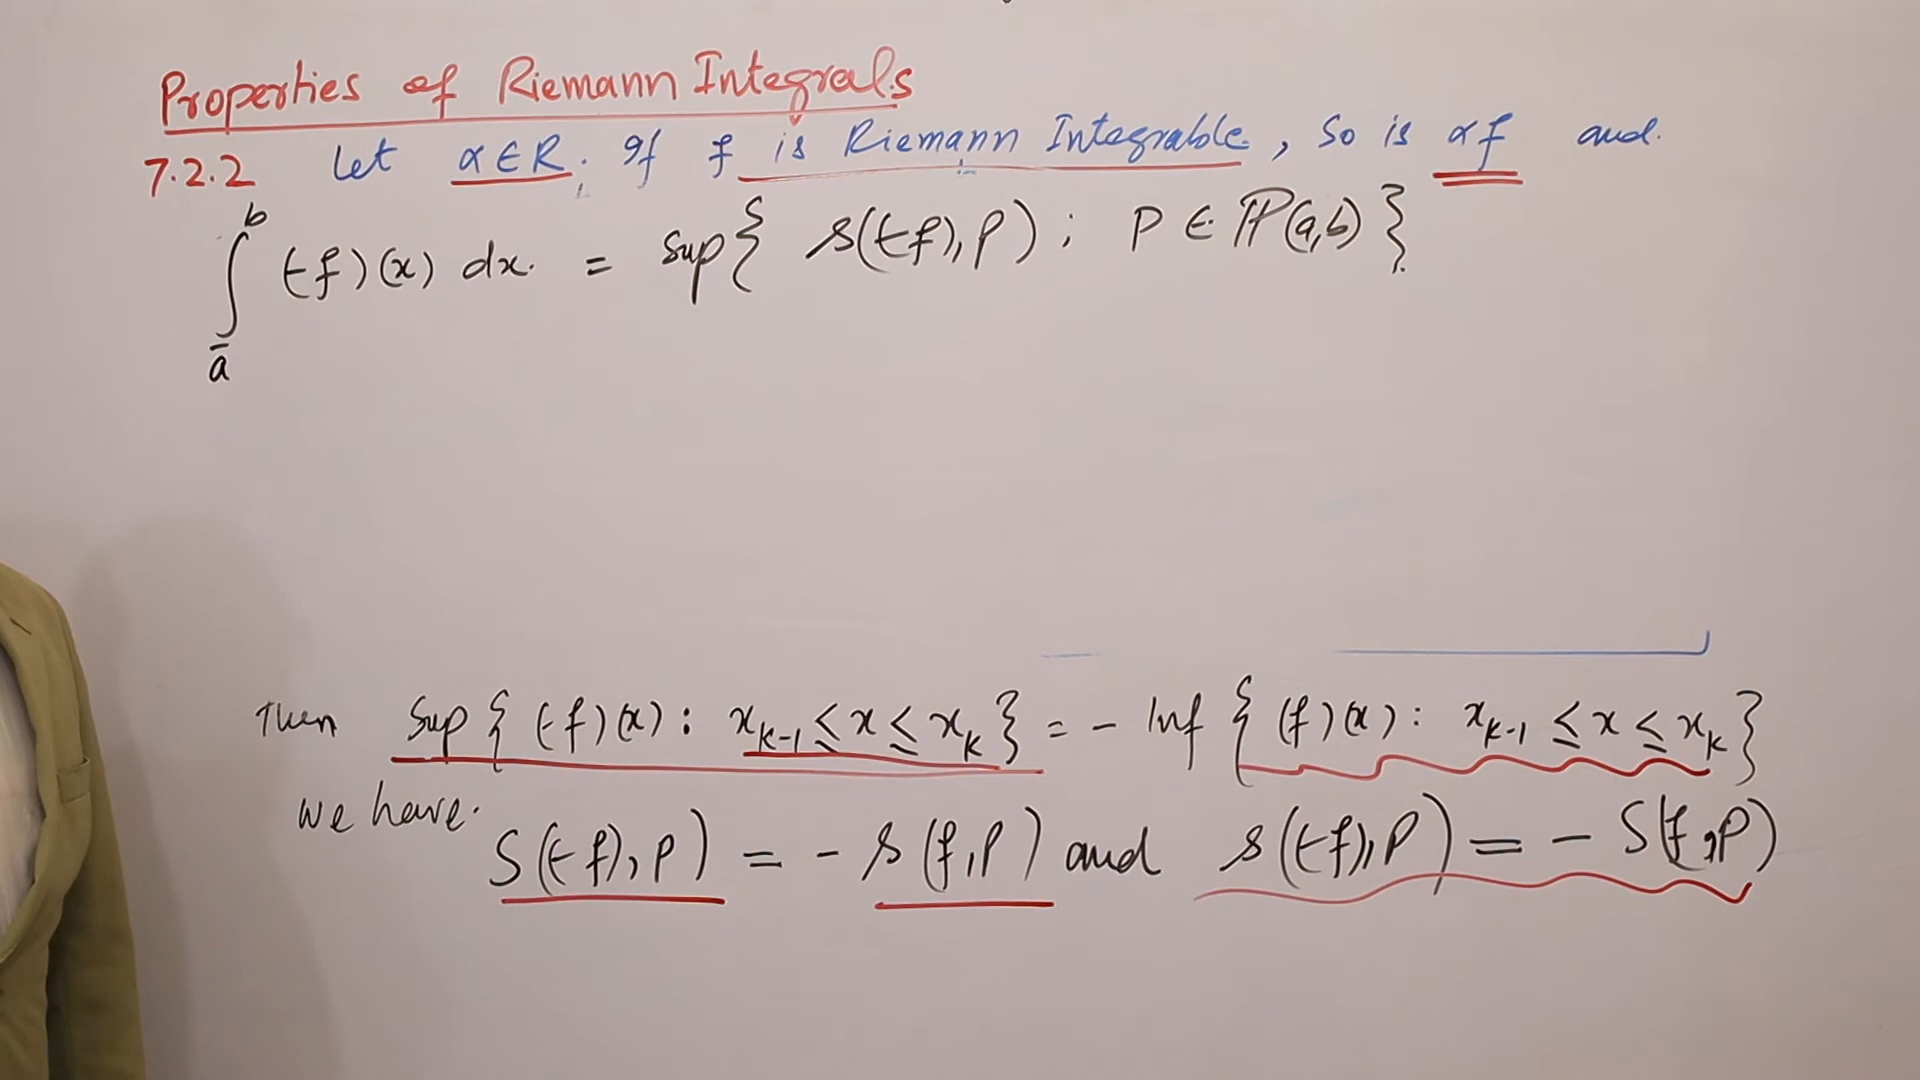 Properties of Riemann Integrals
7.2.2 Let α∈R. If f is Riemann Integrable, so is αf and.
∫_a̅^b (-f)(x) dx. = sup{ s((-f), P) ; P ∈ ℙ(a,b) }
Then Sup { (-f)(x) : x_{k-1} ≤ x ≤ x_k } = - Inf { (f)(x) : x_{k-1} ≤ x ≤ x_k }
we have.
S((-f), P) = - s(f, P) and s((-f), P) = - S(f, P)